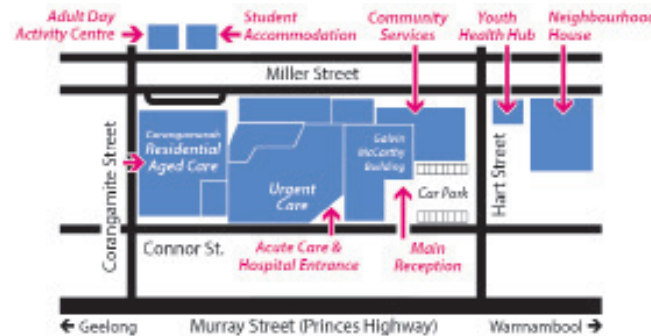 Adult Day
Activity Centre
Student
Accommodation
Community
Services
Youth
Health Hub
Neighbourhood
House
Miller Street
Corangamite Street
Corangamarah
Residential
Aged Care
Urgent
Care
Galvin
McCarthy
Building
Car Park
Hart Street
Connor St.
Acute Care &
Hospital Entrance
Main
Reception
← Geelong
Murray Street (Princes Highway)
Warrnambool →